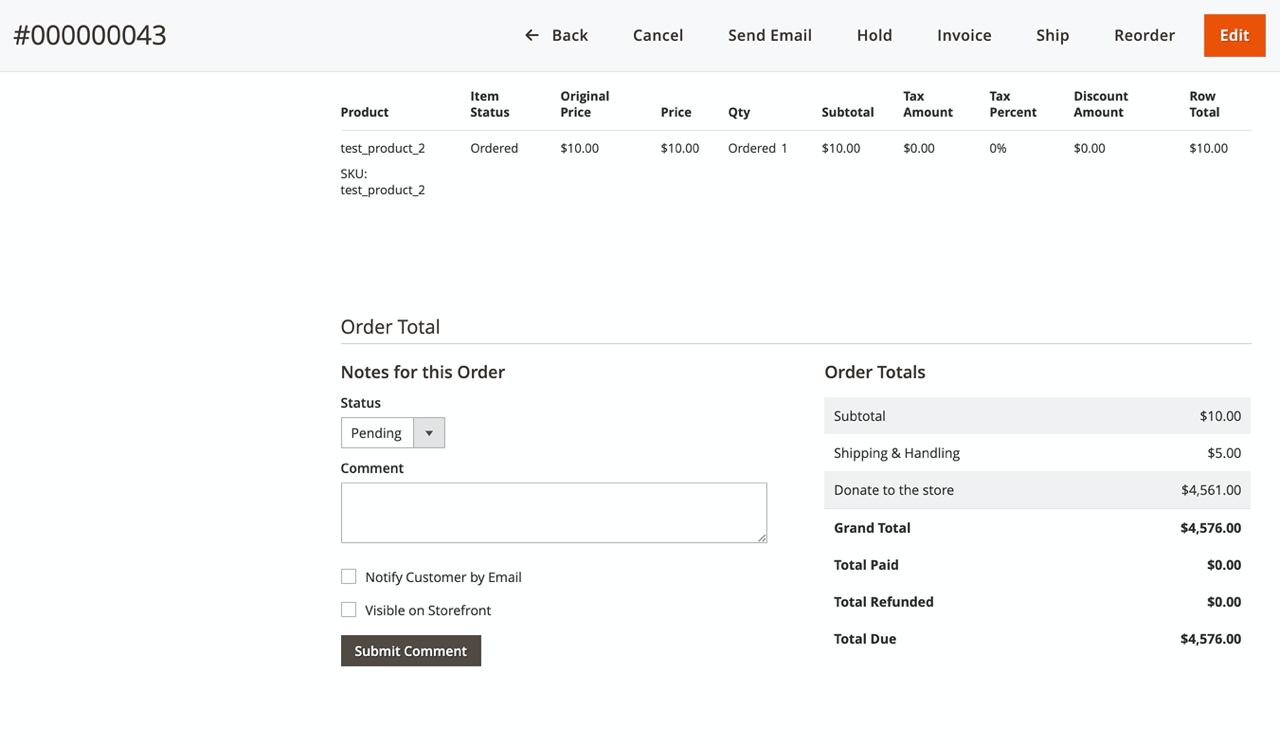 #000000043
← Back Cancel Send Email Hold Invoice Ship Reorder Edit
Product Item Status Original Price Price Qty Subtotal Tax Amount Tax Percent Discount Amount Row Total
test_product_2 Ordered $10.00 $10.00 Ordered 1 $10.00 $0.00 0% $0.00 $10.00
SKU:
test_product_2
Order Total
Notes for this Order
Status
Pending
Comment
Notify Customer by Email
Visible on Storefront
Submit Comment
Order Totals
Subtotal $10.00
Shipping & Handling $5.00
Donate to the store $4,561.00
Grand Total $4,576.00
Total Paid $0.00
Total Refunded $0.00
Total Due $4,576.00